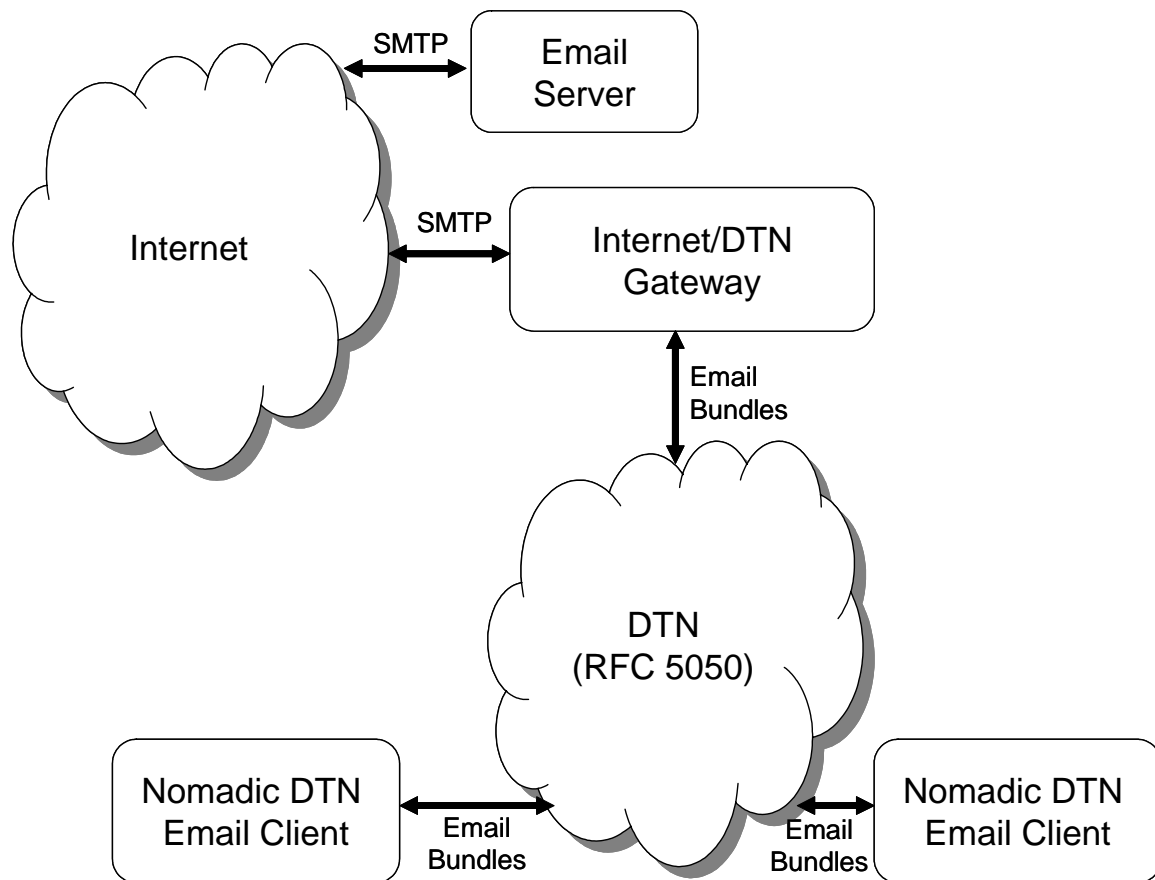 SMTP
Email
Server
SMTP
Internet
Internet/DTN
Gateway
Email
Bundles
DTN
(RFC 5050)
Nomadic DTN
Email Client
Email
Bundles
Email
Bundles
Nomadic DTN
Email Client